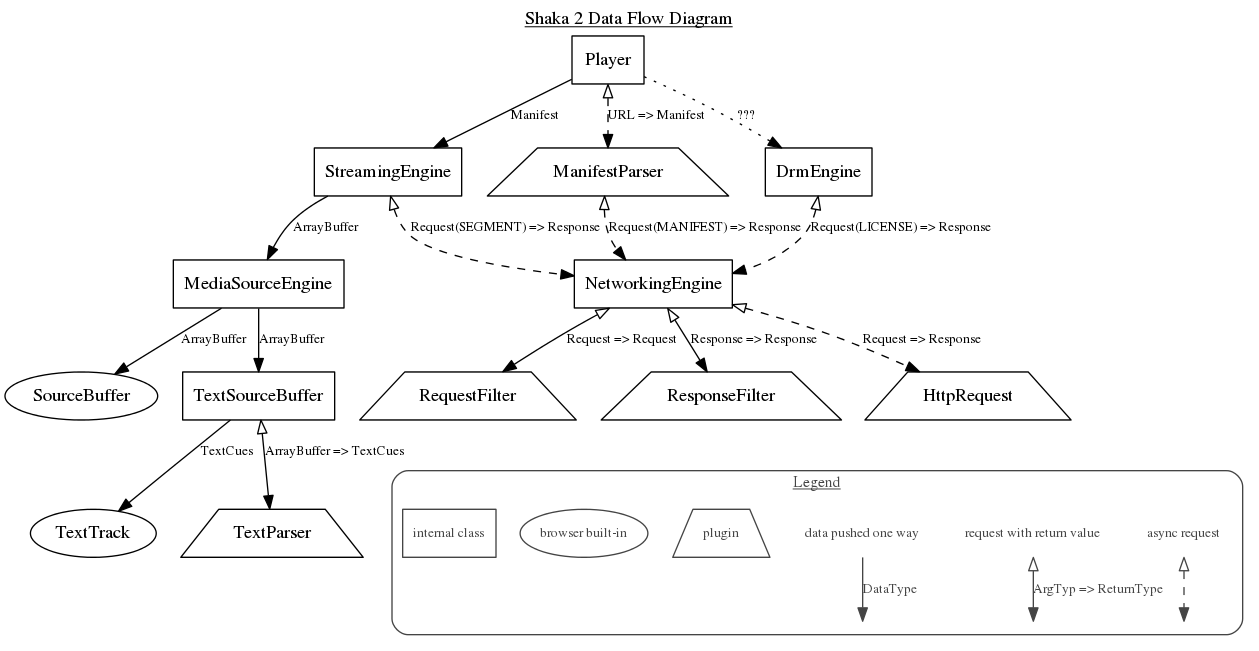 Shaka 2 Data Flow Diagram
Player
Manifest
URL => Manifest
???
StreamingEngine
ManifestParser
DrmEngine
ArrayBuffer
Request(SEGMENT) => Response
Request(MANIFEST) => Response
Request(LICENSE) => Response
MediaSourceEngine
NetworkingEngine
ArrayBuffer
ArrayBuffer
Request => Request
Response => Response
Request => Response
SourceBuffer
TextSourceBuffer
RequestFilter
ResponseFilter
HttpRequest
TextCues
ArrayBuffer => TextCues
TextTrack
TextParser
Legend
internal class
browser built-in
plugin
data pushed one way
request with return value
async request
DataType
ArgTyp => ReturnType